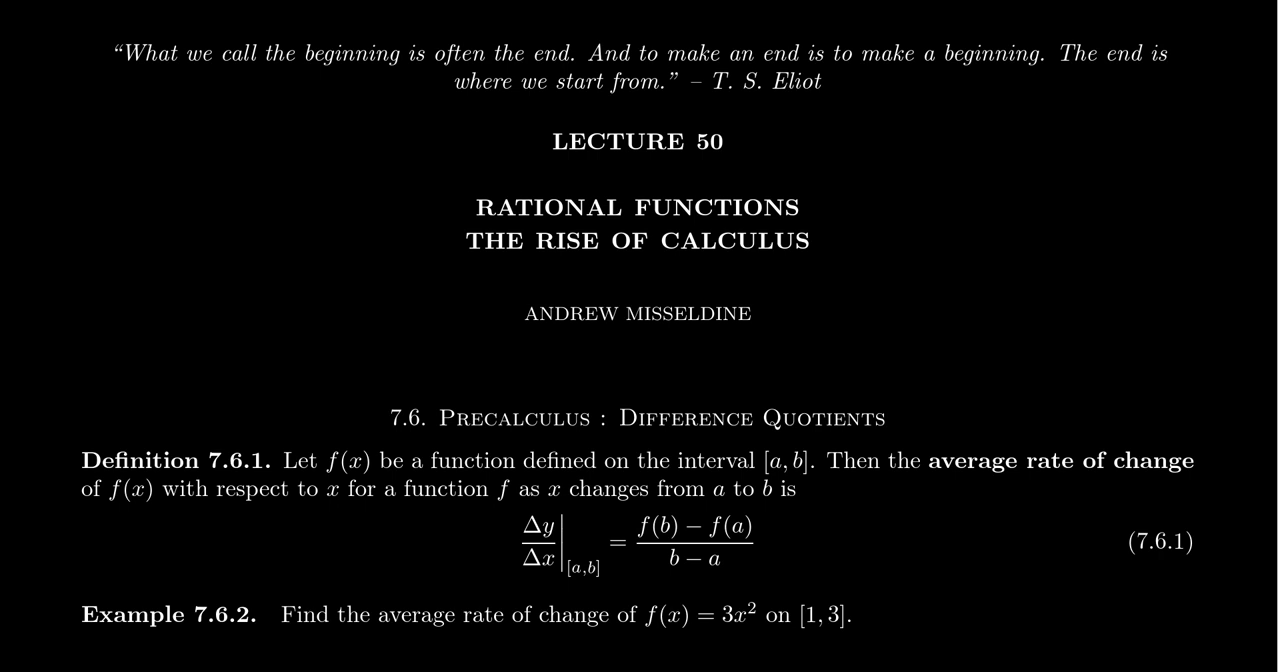 “What we call the beginning is often the end. And to make an end is to make a beginning. The end is
where we start from.” – T. S. Eliot
LECTURE 50
RATIONAL FUNCTIONS
THE RISE OF CALCULUS
ANDREW MISSELDINE
7.6. Precalculus : Difference Quotients
Definition 7.6.1. Let f(x) be a function defined on the interval [a, b]. Then the average rate of change
of f(x) with respect to x for a function f as x changes from a to b is
Δy/Δx |[a,b] = (f(b) − f(a))/(b − a) (7.6.1)
Example 7.6.2. Find the average rate of change of f(x) = 3x² on [1, 3].